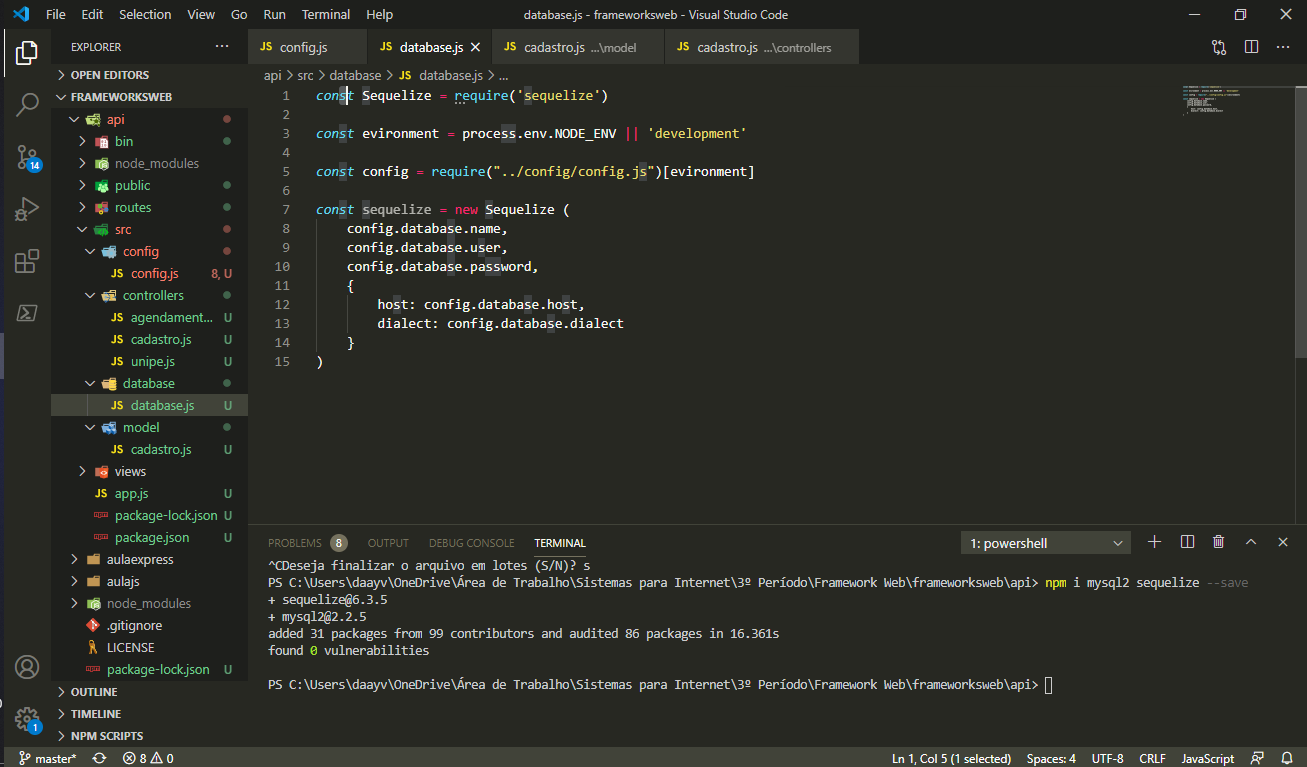 File Edit Selection View Go Run Terminal Help database.js - frameworksweb - Visual Studio Code
EXPLORER ...
JS config.js JS database.js JS cadastro.js ...\model JS cadastro.js ...\controllers
OPEN EDITORS
FRAMEWORKSWEB
api
bin
node_modules
public
routes
src
config
JS config.js 8, U
controllers
JS agendament... U
JS cadastro.js U
JS unipe.js U
database
JS database.js U
model
JS cadastro.js U
views
JS app.js U
package-lock.json U
package.json U
aulaexpress
aulajs
node_modules
.gitignore
LICENSE
package-lock.json U
OUTLINE
TIMELINE
NPM SCRIPTS
14
1
api > src > database > JS database.js > ...
1 const Sequelize = require('sequelize')
2
3 const evironment = process.env.NODE_ENV || 'development'
4
5 const config = require("../config/config.js")[evironment]
6
7 const sequelize = new Sequelize (
8 config.database.name,
9 config.database.user,
10 config.database.password,
11 {
12 host: config.database.host,
13 dialect: config.database.dialect
14 }
15 )
PROBLEMS 8 OUTPUT DEBUG CONSOLE TERMINAL 1: powershell
^CDeseja finalizar o arquivo em lotes (S/N)? s
PS C:\Users\daayv\OneDrive\Área de Trabalho\Sistemas para Internet\3º Período\Framework Web\frameworksweb\api> npm i mysql2 sequelize --save
+ sequelize@6.3.5
+ mysql2@2.2.5
added 31 packages from 99 contributors and audited 86 packages in 16.361s
found 0 vulnerabilities
PS C:\Users\daayv\OneDrive\Área de Trabalho\Sistemas para Internet\3º Período\Framework Web\frameworksweb\api>
master* 8 0 Ln 1, Col 5 (1 selected) Spaces: 4 UTF-8 CRLF JavaScript